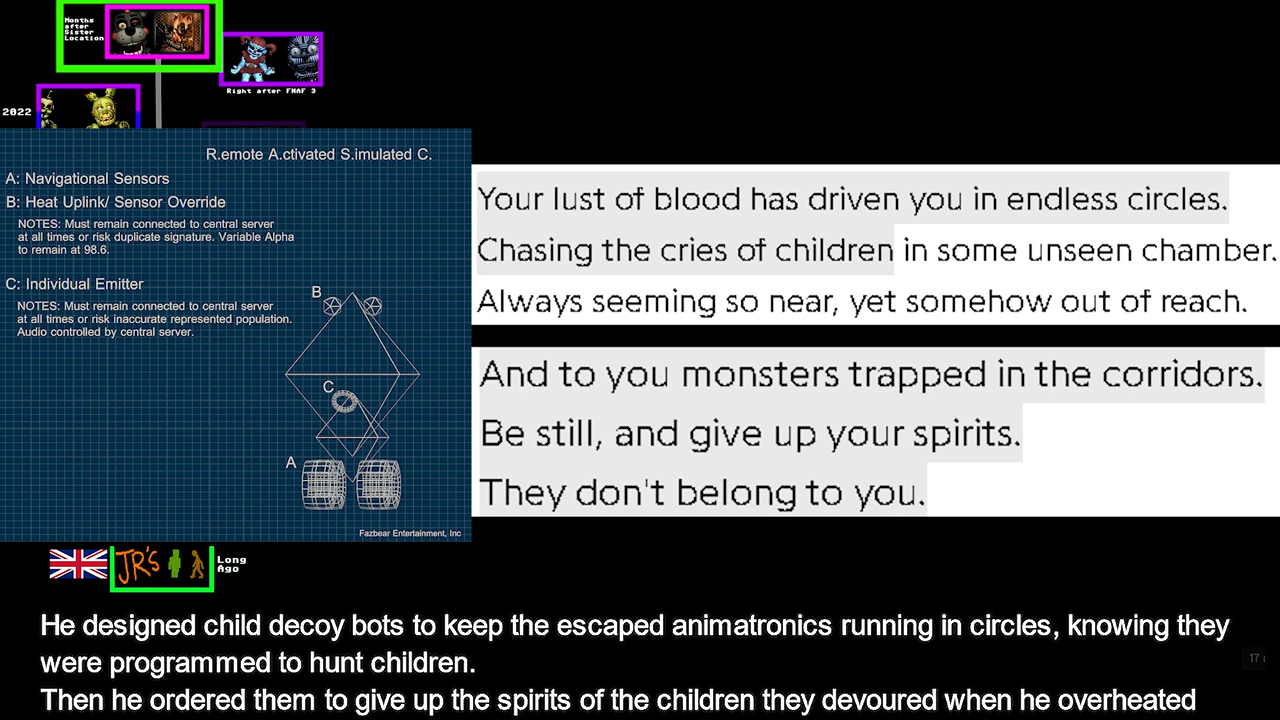 Months
after
Sister
Location
Right after FNAF 3
2022
R.emote A.ctivated S.imulated C.
A: Navigational Sensors
B: Heat Uplink/ Sensor Override
NOTES: Must remain connected to central server
at all times or risk duplicate signature. Variable Alpha
to remain at 98.6.
C: Individual Emitter
NOTES: Must remain connected to central server
at all times or risk inaccurate represented population.
Audio controlled by central server.
B
C
A
Fazbear Entertainment, Inc
Your lust of blood has driven you in endless circles.
Chasing the cries of children in some unseen chamber.
Always seeming so near, yet somehow out of reach.
And to you monsters trapped in the corridors.
Be still, and give up your spirits.
They don't belong to you.
JR'S
Long
Ago
He designed child decoy bots to keep the escaped animatronics running in circles, knowing they
were programmed to hunt children.
Then he ordered them to give up the spirits of the children they devoured when he overheated